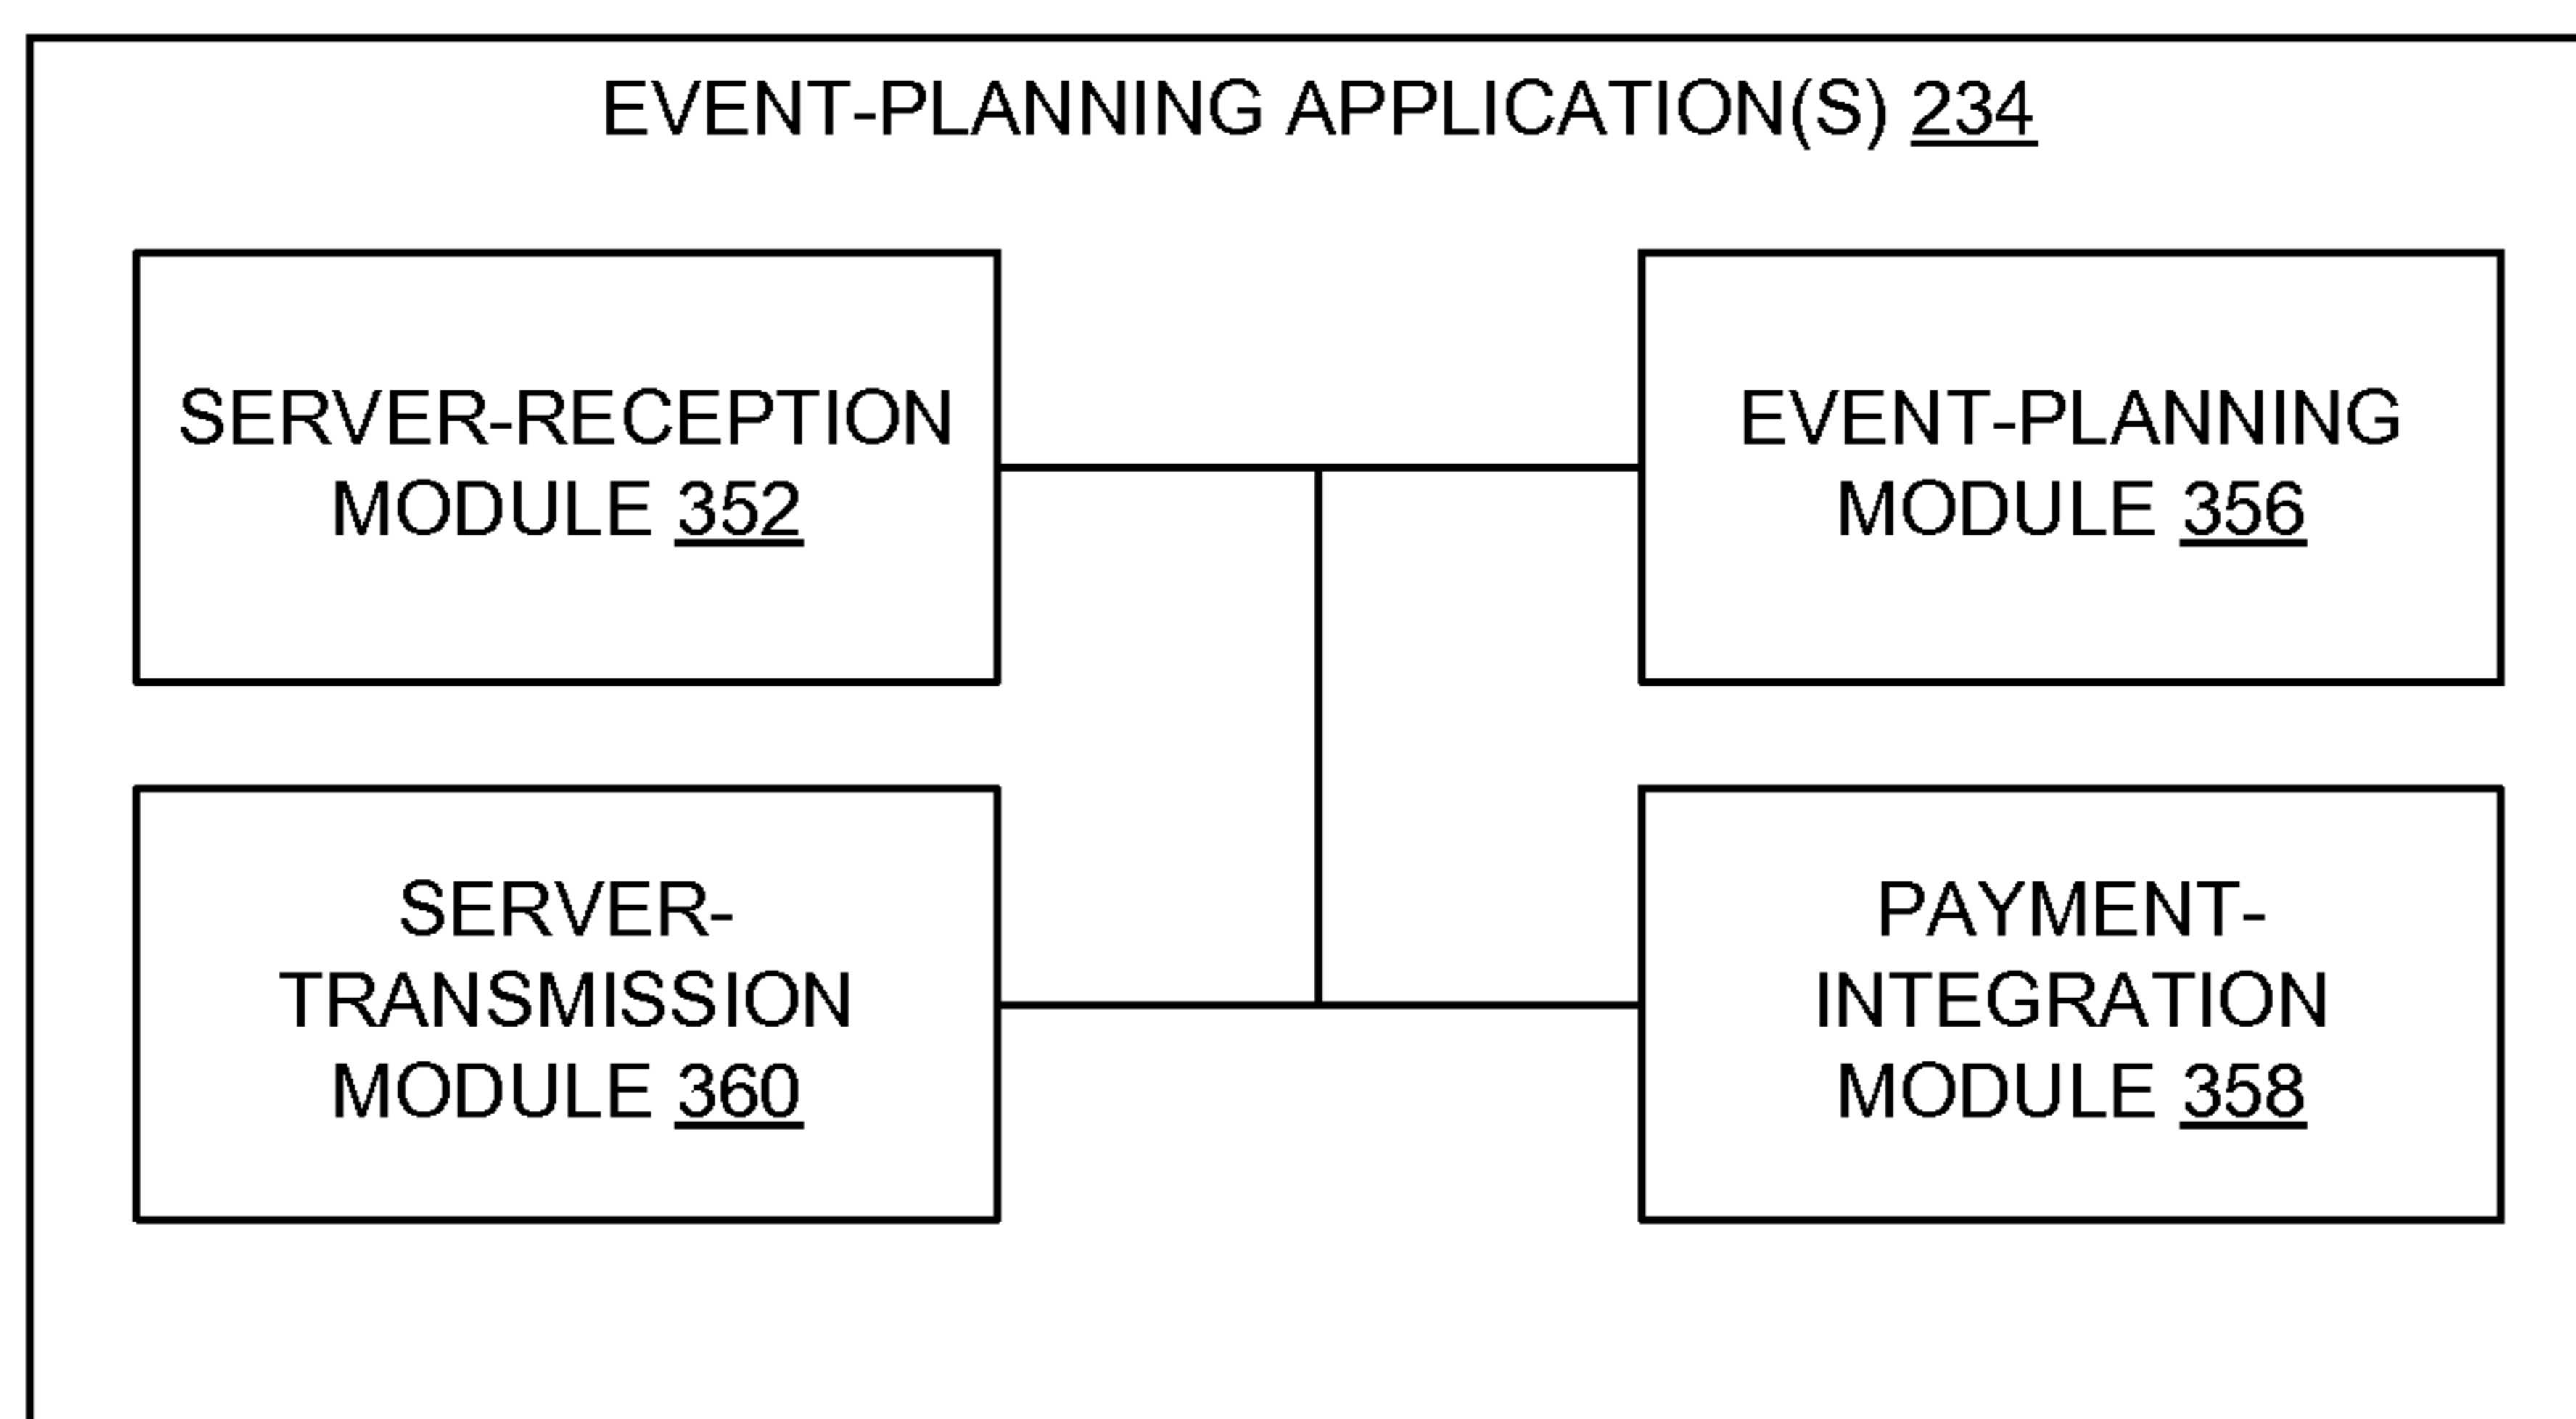 EVENT-PLANNING APPLICATION(S) 234
SERVER-RECEPTION
MODULE 352
EVENT-PLANNING
MODULE 356
SERVER-
TRANSMISSION
MODULE 360
PAYMENT-
INTEGRATION
MODULE 358